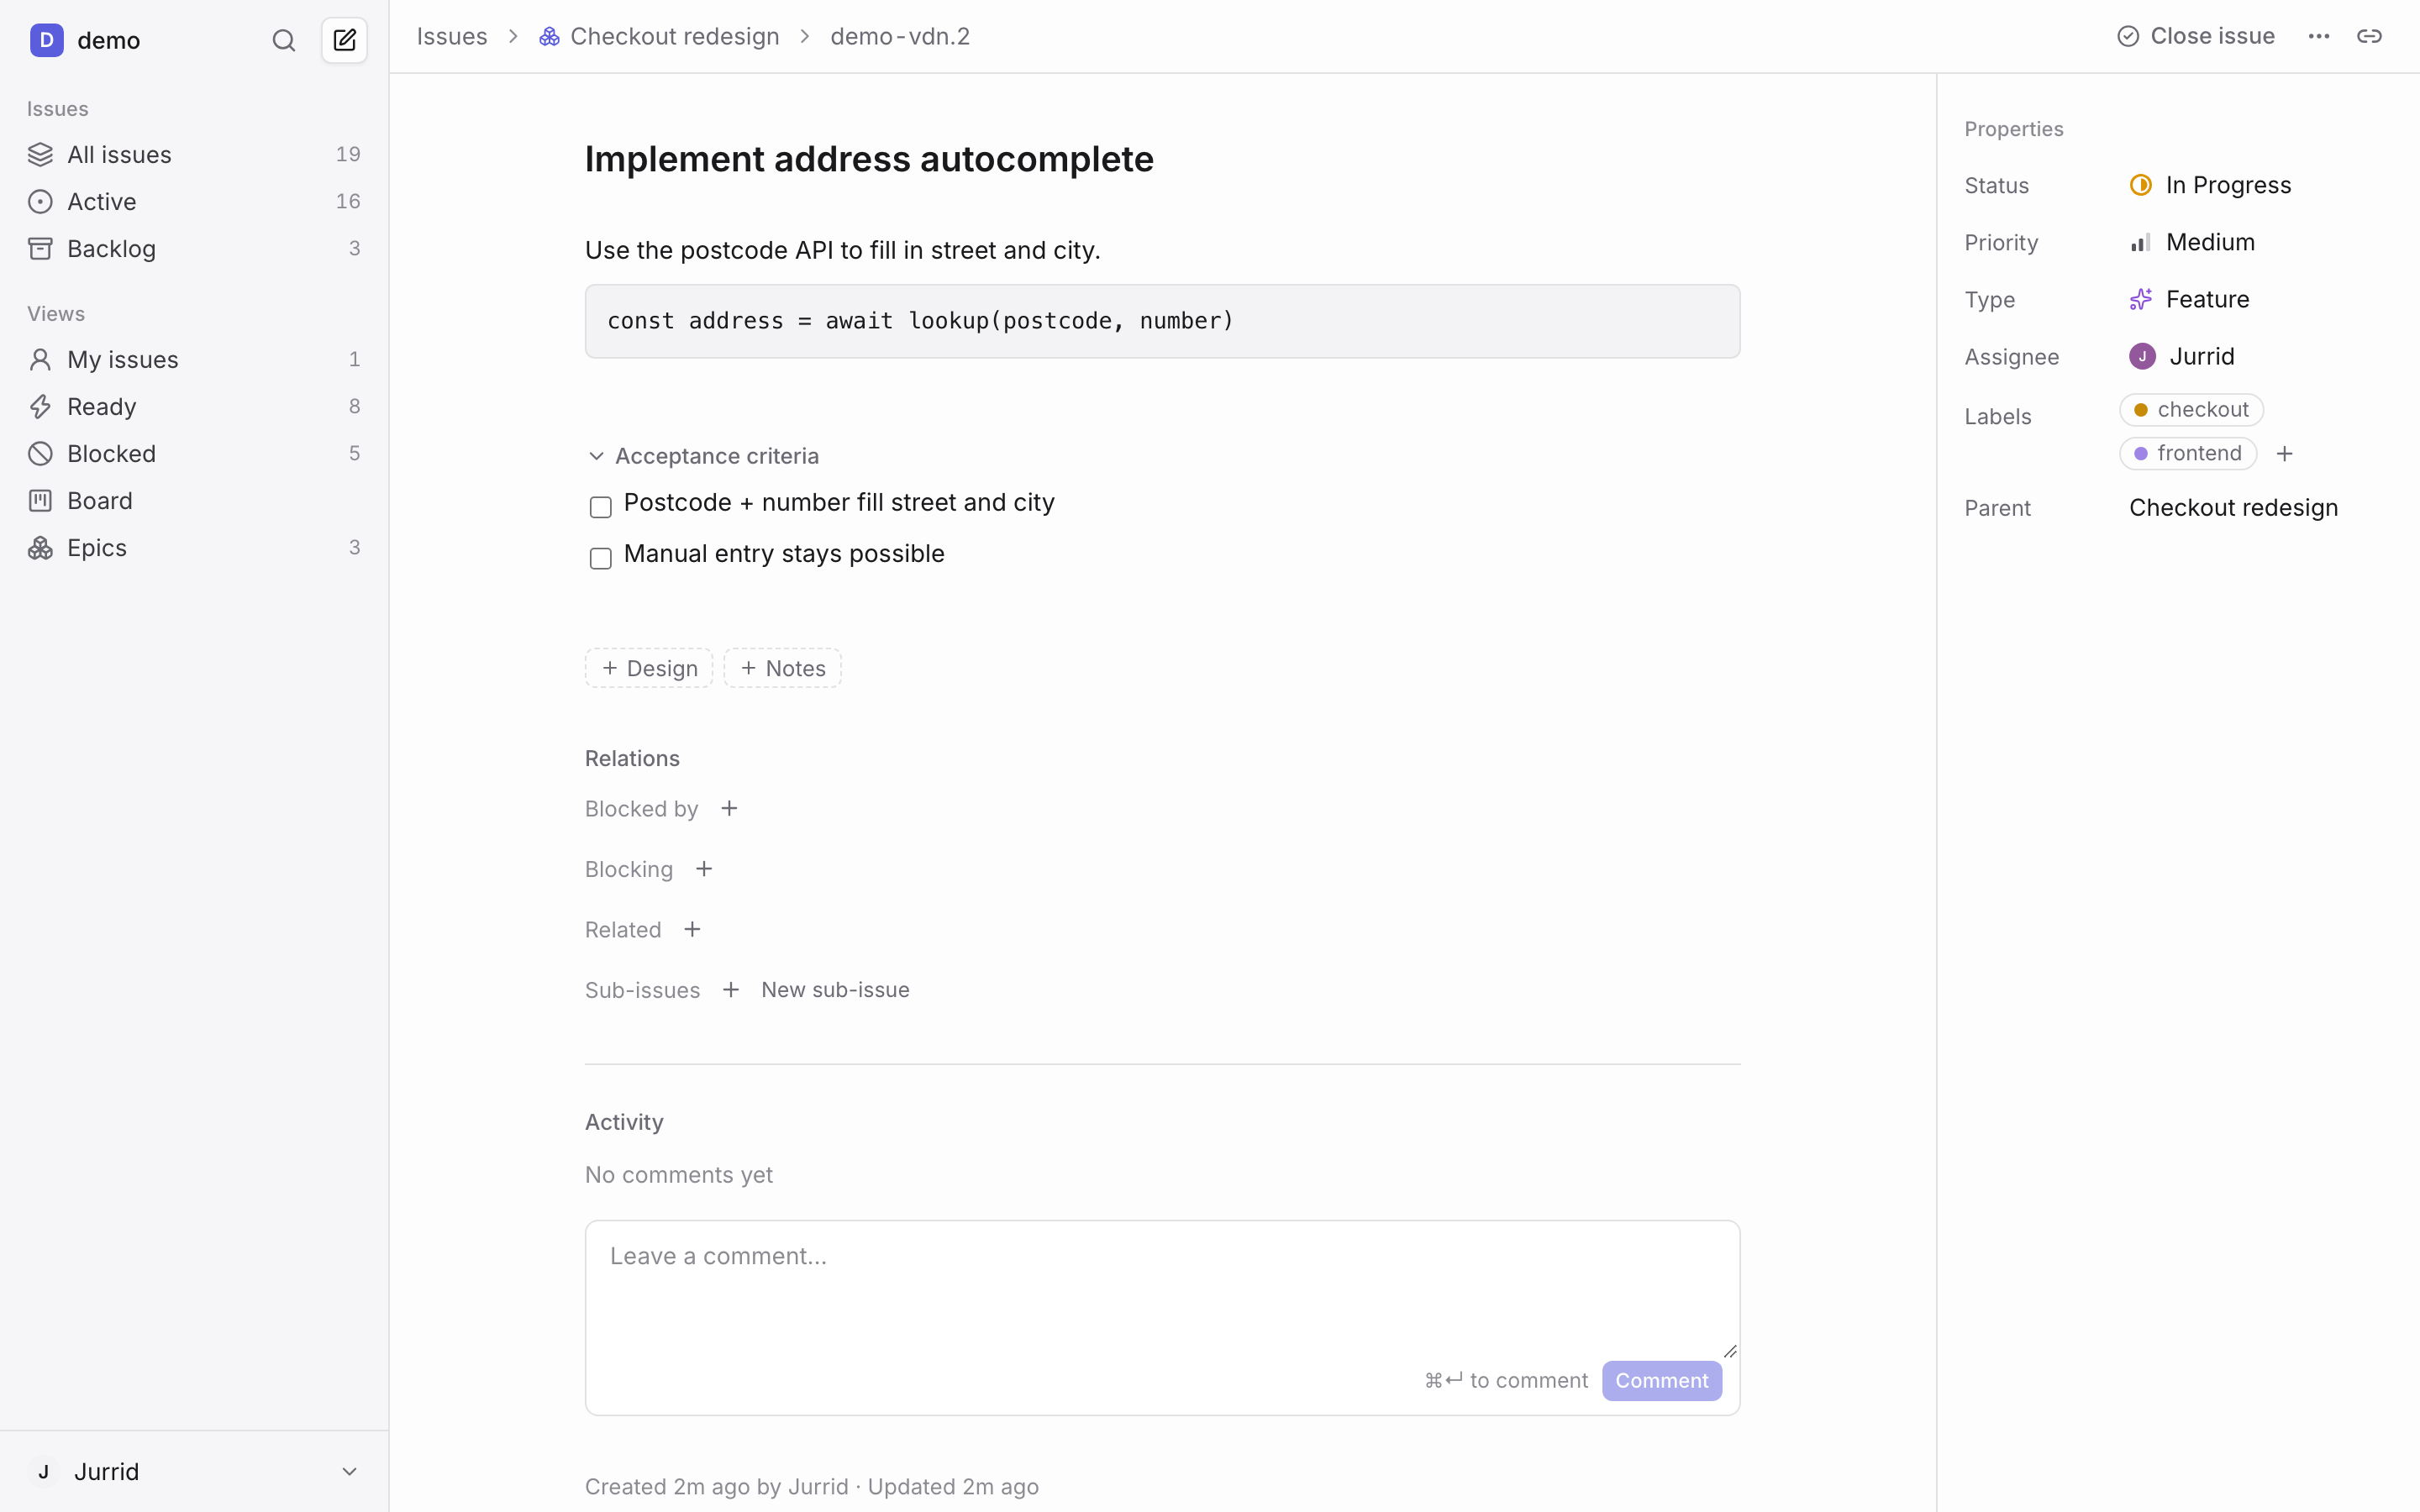 D demo
Issues
All issues 19
Active 16
Backlog 3
Views
My issues 1
Ready 8
Blocked 5
Board
Epics 3
J Jurrid
Issues > Checkout redesign > demo-vdn.2
Close issue
Implement address autocomplete
Use the postcode API to fill in street and city.
const address = await lookup(postcode, number)
Acceptance criteria
Postcode + number fill street and city
Manual entry stays possible
+ Design + Notes
Relations
Blocked by +
Blocking +
Related +
Sub-issues + New sub-issue
Activity
No comments yet
Leave a comment...
⌘↵ to comment Comment
Created 2m ago by Jurrid · Updated 2m ago
Properties
Status In Progress
Priority Medium
Type Feature
Assignee J Jurrid
Labels checkout
frontend +
Parent Checkout redesign